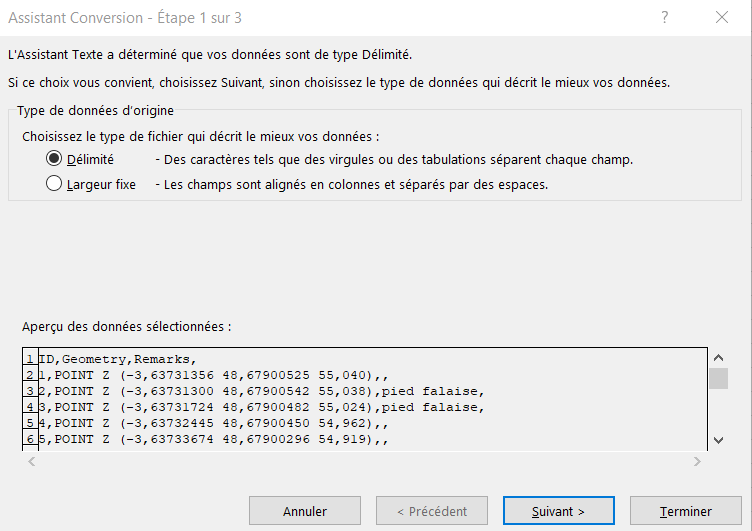 Assistant Conversion - Étape 1 sur 3
L'Assistant Texte a déterminé que vos données sont de type Délimité.
Si ce choix vous convient, choisissez Suivant, sinon choisissez le type de données qui décrit le mieux vos données.
Type de données d'origine
Choisissez le type de fichier qui décrit le mieux vos données :
Délimité - Des caractères tels que des virgules ou des tabulations séparent chaque champ.
Largeur fixe - Les champs sont alignés en colonnes et séparés par des espaces.
Aperçu des données sélectionnées :
1 ID,Geometry,Remarks,
2 1,POINT Z (-3,63731356 48,67900525 55,040),,
3 2,POINT Z (-3,63731300 48,67900542 55,038),pied falaise,
4 3,POINT Z (-3,63731724 48,67900482 55,024),pied falaise,
5 4,POINT Z (-3,63732445 48,67900450 54,962),,
6 5,POINT Z (-3,63733674 48,67900296 54,919),,
Annuler < Précédent Suivant > Terminer